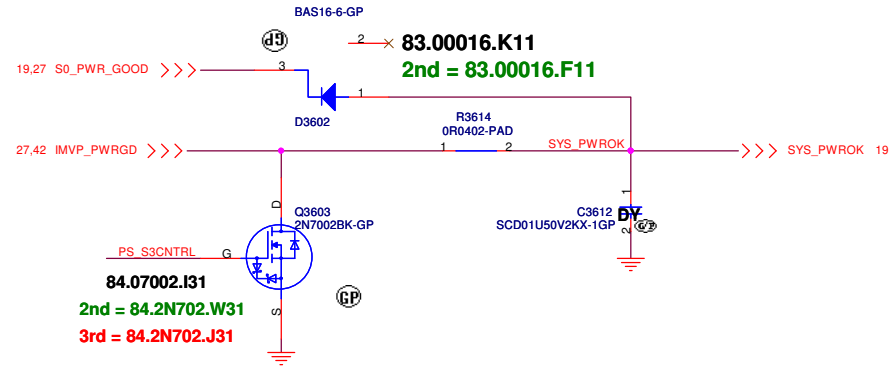 BAS16-6-GP
GP
2
83.00016.K11
2nd = 83.00016.F11
19,27 S0_PWR_GOOD
3
1
D3602
R3614
0R0402-PAD
27,42 IMVP_PWRGD
1
2
SYS_PWROK
SYS_PWROK 19
D
Q3603
2N7002BK-GP
1
C3612
DY
SCD01U50V2KX-1GP
2
G/P
PS_S3CNTRL
G
84.07002.I31
2nd = 84.2N702.W31
3rd = 84.2N702.J31
S
GP